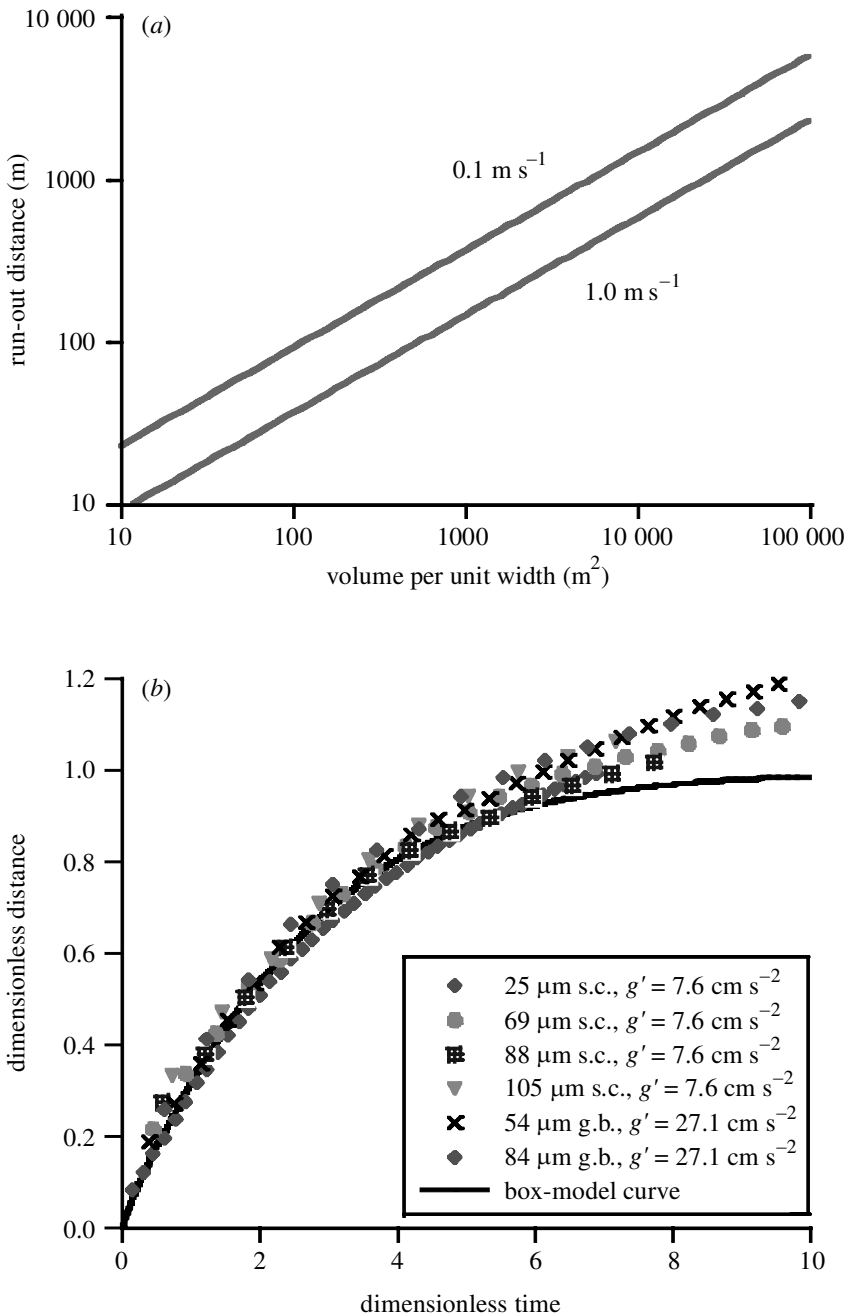 (a)
10 000
1000
100
10
run-out distance (m)
0.1 m s⁻¹
1.0 m s⁻¹
10
100
1000
10 000
100 000
volume per unit width (m²)
(b)
1.2
1.0
0.8
0.6
0.4
0.2
0.0
dimensionless distance
25 µm s.c., g′ = 7.6 cm s⁻²
69 µm s.c., g′ = 7.6 cm s⁻²
88 µm s.c., g′ = 7.6 cm s⁻²
105 µm s.c., g′ = 7.6 cm s⁻²
54 µm g.b., g′ = 27.1 cm s⁻²
84 µm g.b., g′ = 27.1 cm s⁻²
box-model curve
0
2
4
6
8
10
dimensionless time